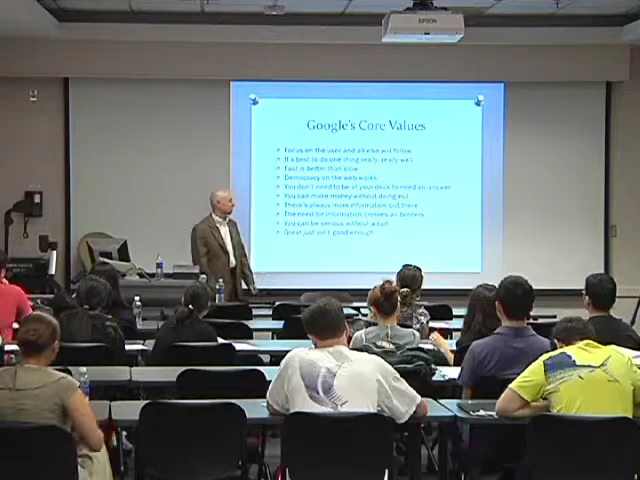 EPSON
Google's Core Values
Focus on the user and all else will follow
It's best to do one thing really, really well
Fast is better than slow
Democracy on the web works
You don't need to be at your desk to need an answer
You can make money without doing evil
There's always more information out there
The need for information crosses all borders
You can be serious without a suit
Great just isn't good enough